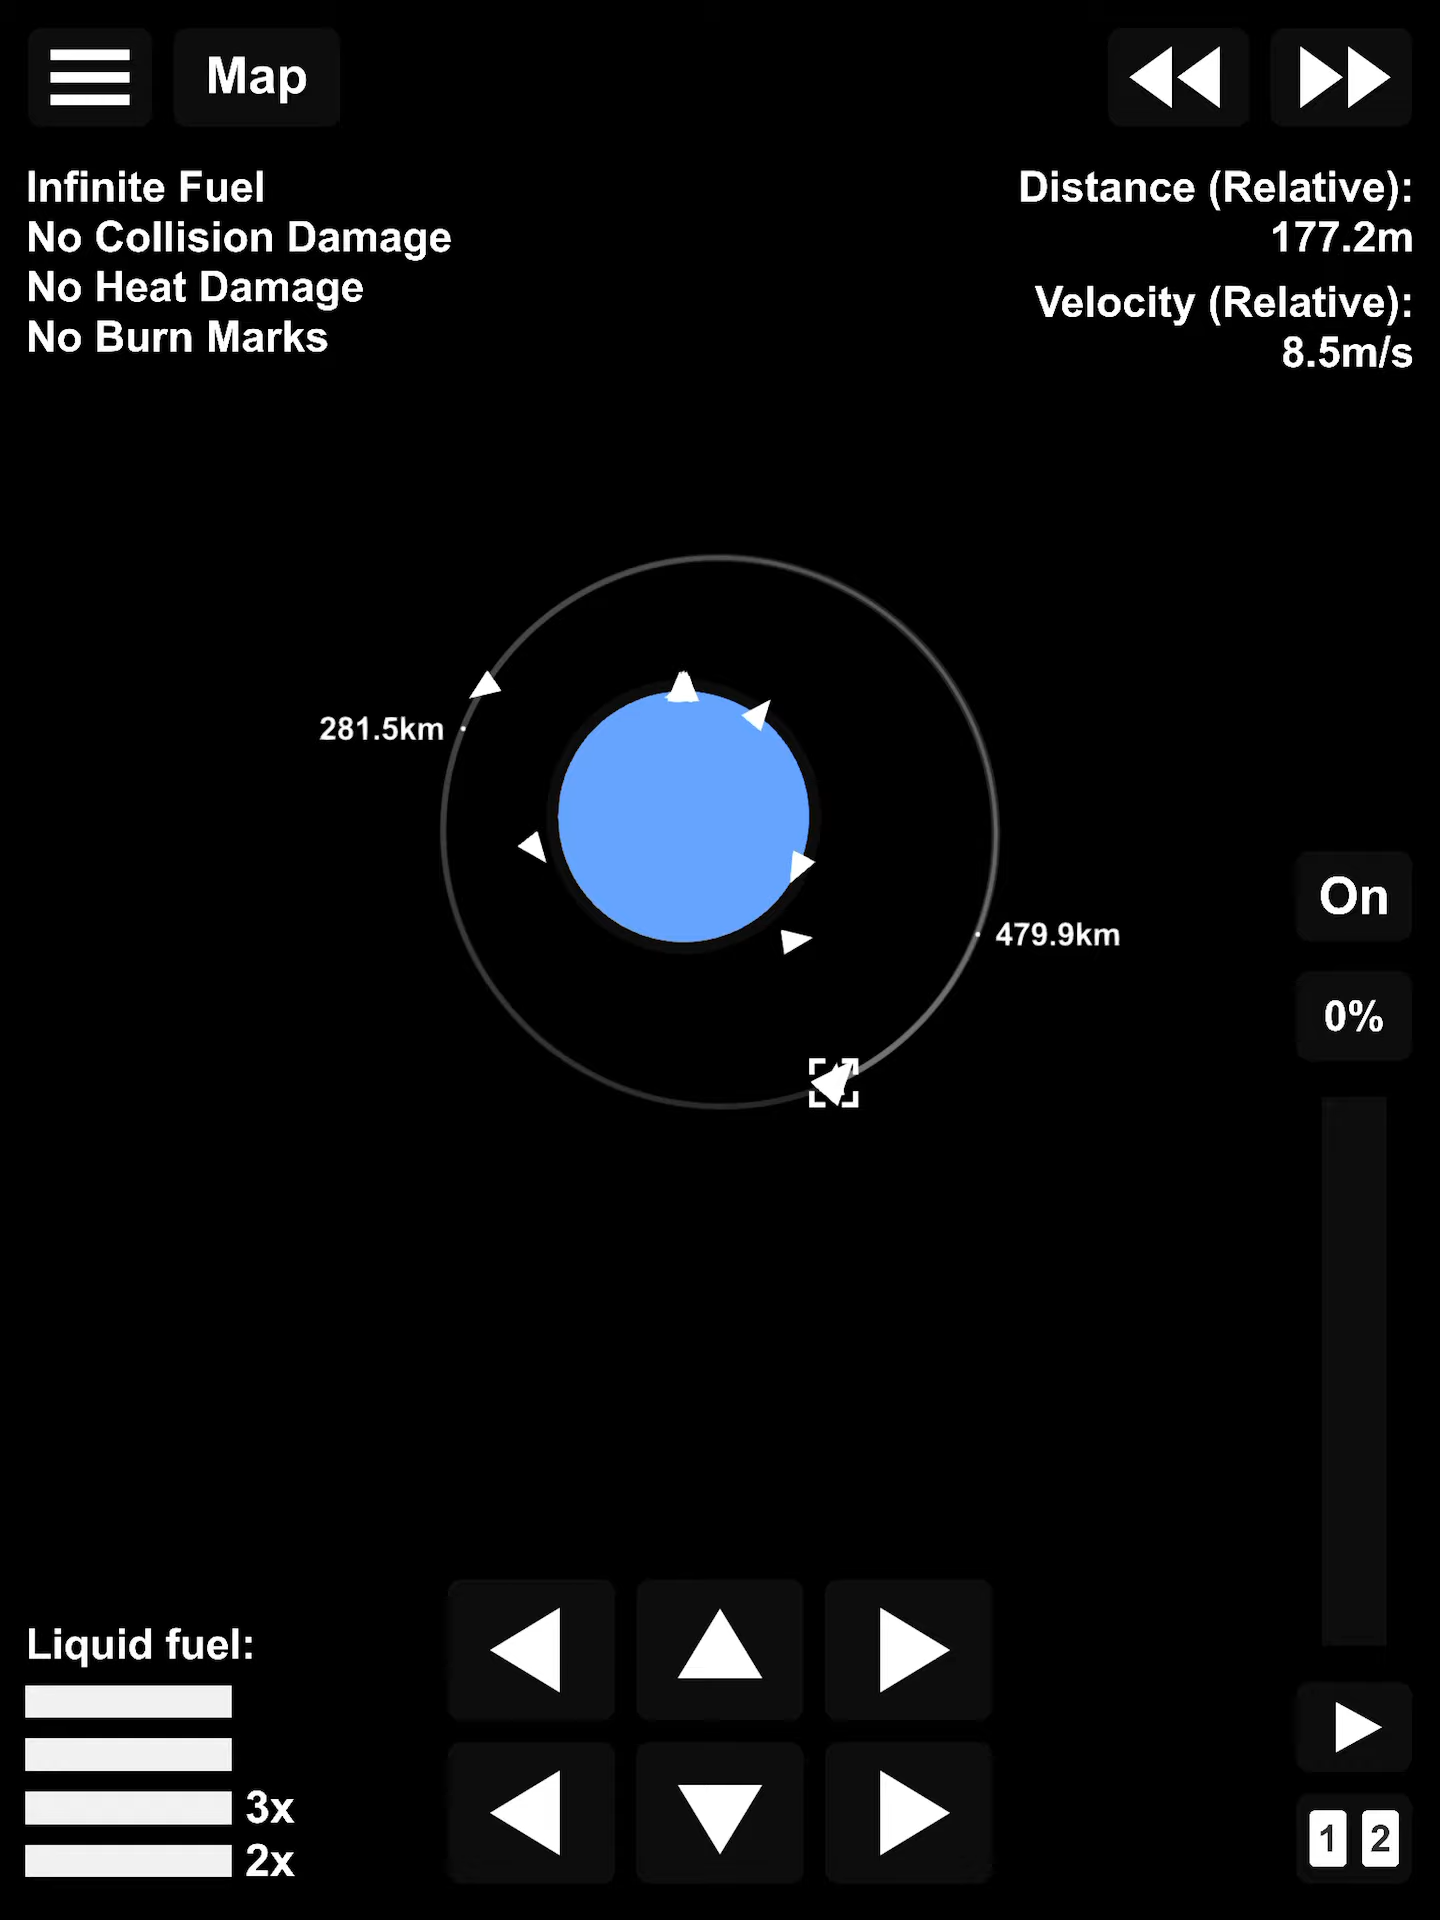 Map
Infinite Fuel
No Collision Damage
No Heat Damage
No Burn Marks
Distance (Relative):
177.2m
Velocity (Relative):
8.5m/s
281.5km
479.9km
On
0%
Liquid fuel:
3x
2x
1 2